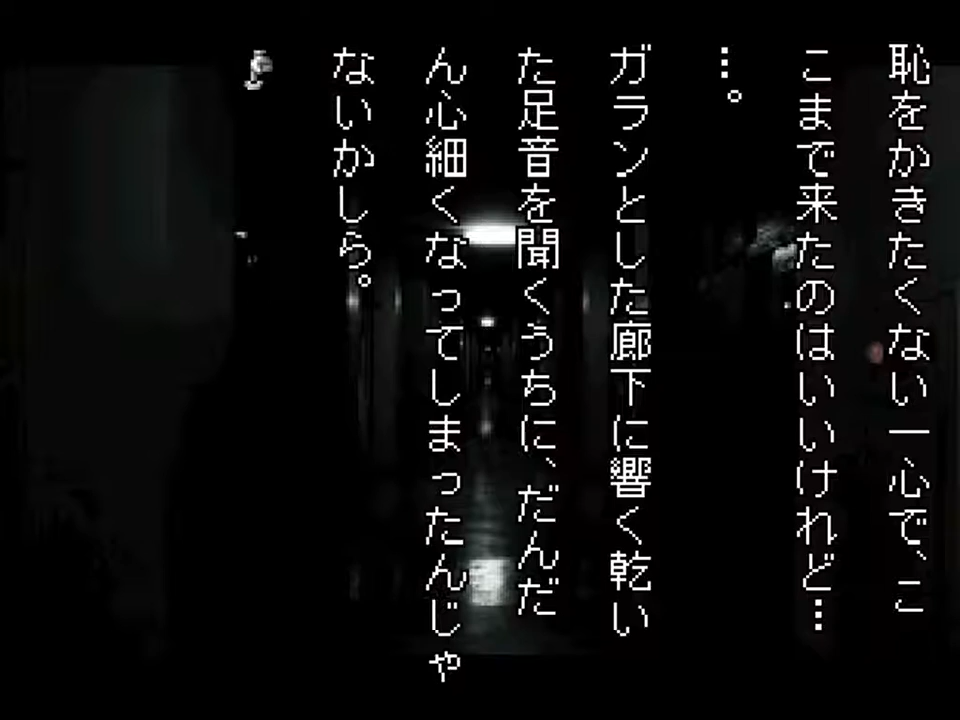 恥をかきたくない一心で、こ
こまで来たのはいいけれど…
…。
ガランとした廊下に響く乾い
た足音を聞くうちに、だんだ
ん心細くなってしまったんじゃ
ないかしら。